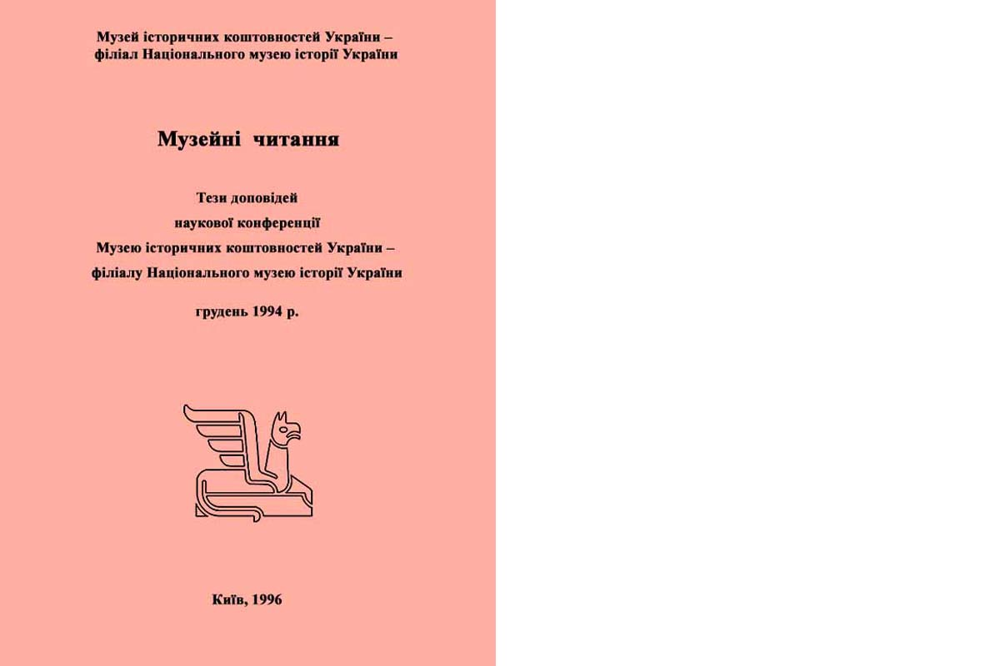 Музей історичних коштовностей України –
філіал Національного музею історії України
Музейні читання
Тези доповідей
наукової конференції
Музею історичних коштовностей України –
філіалу Національного музею історії України
грудень 1994 р.
Київ, 1996